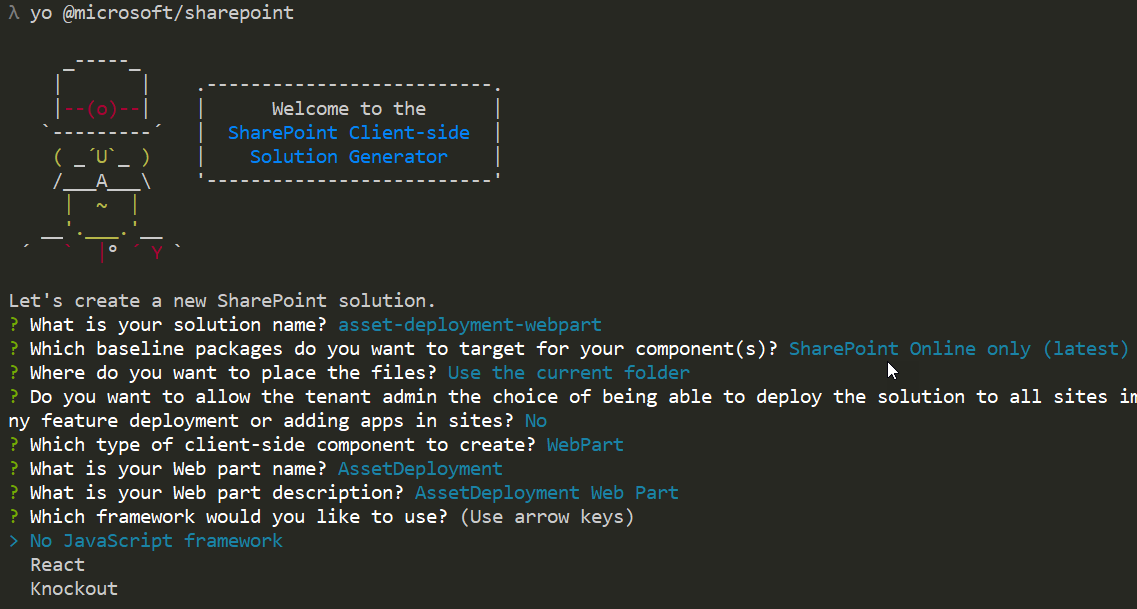 λ yo @microsoft/sharepoint
     _-----_
    |       |    .--------------------------.
    |--(o)--|    |      Welcome to the      |
   `---------´   |  SharePoint Client-side  |
    ( _´U`_ )    |    Solution Generator    |
    /___A___\    '--------------------------'
     |  ~  |
   __'.___.'__
 ´   `  |° ´ Y `
Let's create a new SharePoint solution.
? What is your solution name? asset-deployment-webpart
? Which baseline packages do you want to target for your component(s)? SharePoint Online only (latest)
? Where do you want to place the files? Use the current folder
? Do you want to allow the tenant admin the choice of being able to deploy the solution to all sites im
ny feature deployment or adding apps in sites? No
? Which type of client-side component to create? WebPart
? What is your Web part name? AssetDeployment
? What is your Web part description? AssetDeployment Web Part
? Which framework would you like to use? (Use arrow keys)
> No JavaScript framework
  React
  Knockout